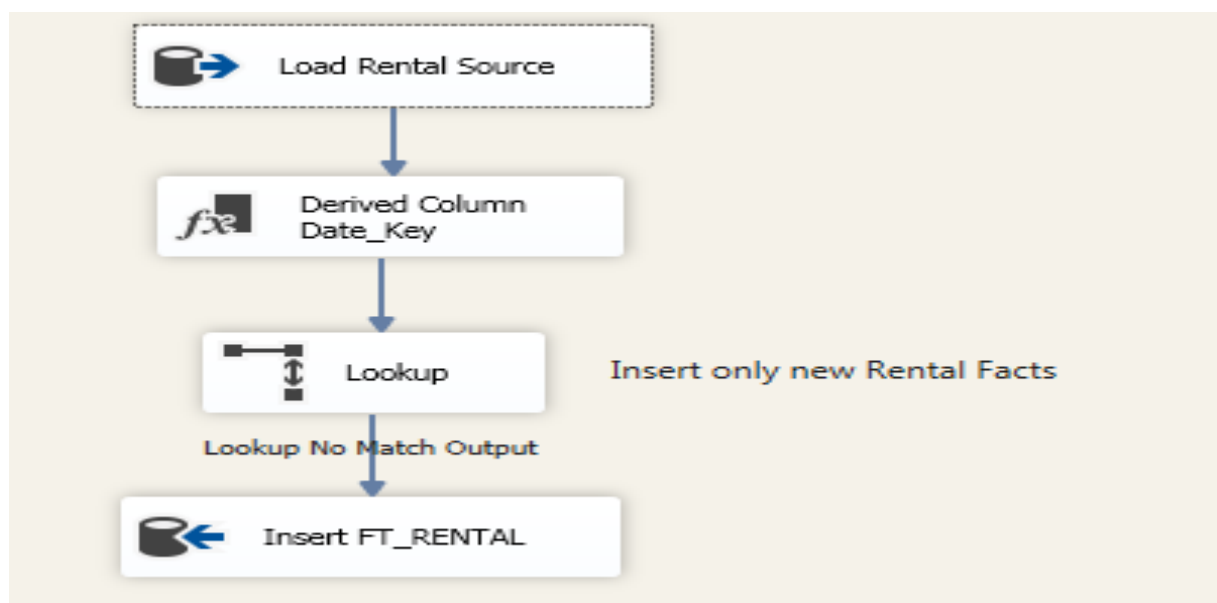 Load Rental Source
Derived Column
Date_Key
Lookup
Insert only new Rental Facts
Lookup No Match Output
Insert FT_RENTAL